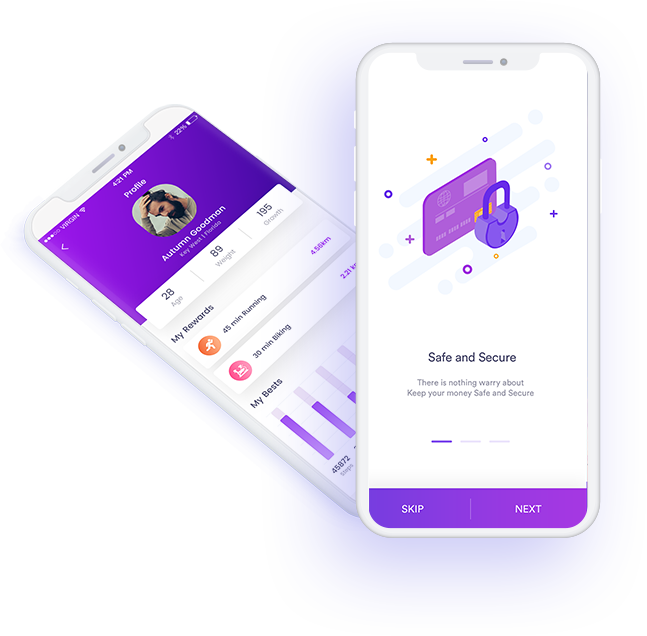 VIRGIN
4:21 PM
22%
Profile
Autumn Goodman
Key West | Florida
28
Age
89
Weight
195
Growth
My Rewards
45 min Running
4.56km
30 min Biking
2.21 k
My Bests
45872
Steps
Safe and Secure
There is nothing warry about
Keep your money Safe and Secure
SKIP
NEXT